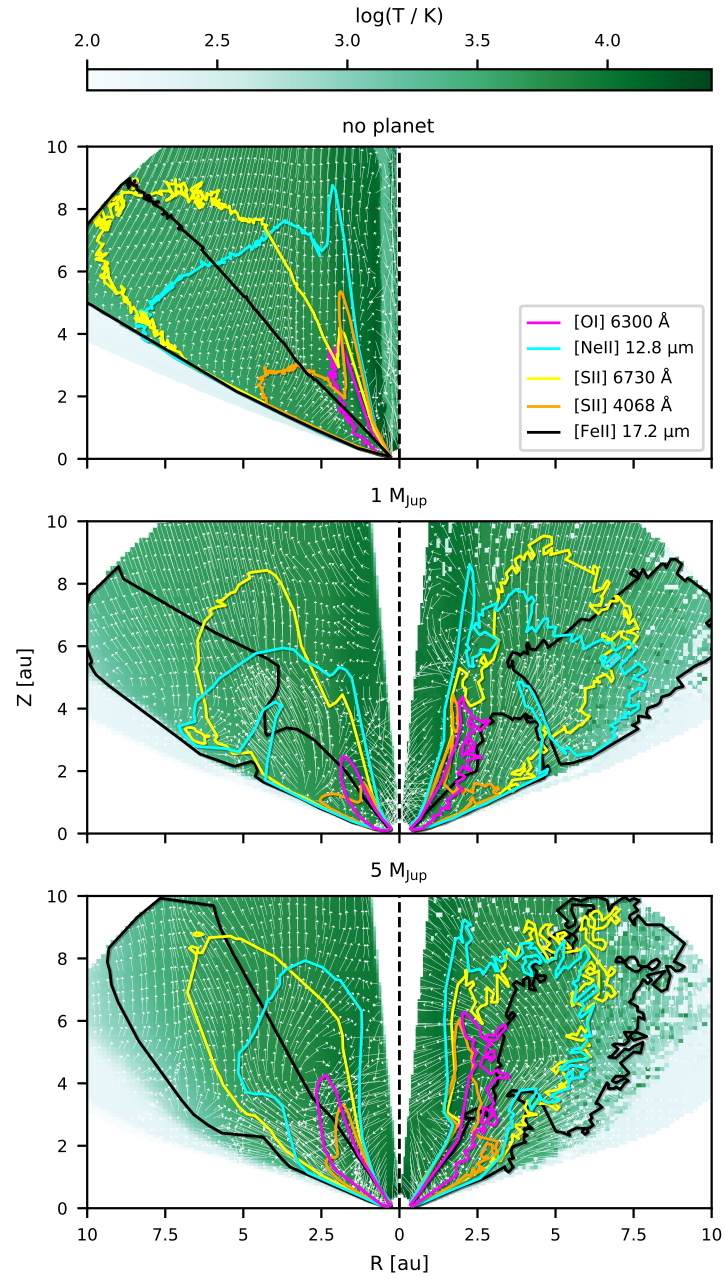 log(T / K)
2.0 2.5 3.0 3.5 4.0
no planet
10
8
6
4
2
0
[OI] 6300 Å
[NeII] 12.8 μm
[SII] 6730 Å
[SII] 4068 Å
[FeII] 17.2 μm
1 M_Jup
10
8
6
4
2
0
Z [au]
5 M_Jup
10
8
6
4
2
0
10 7.5 5 2.5 0 2.5 5 7.5 10
R [au]